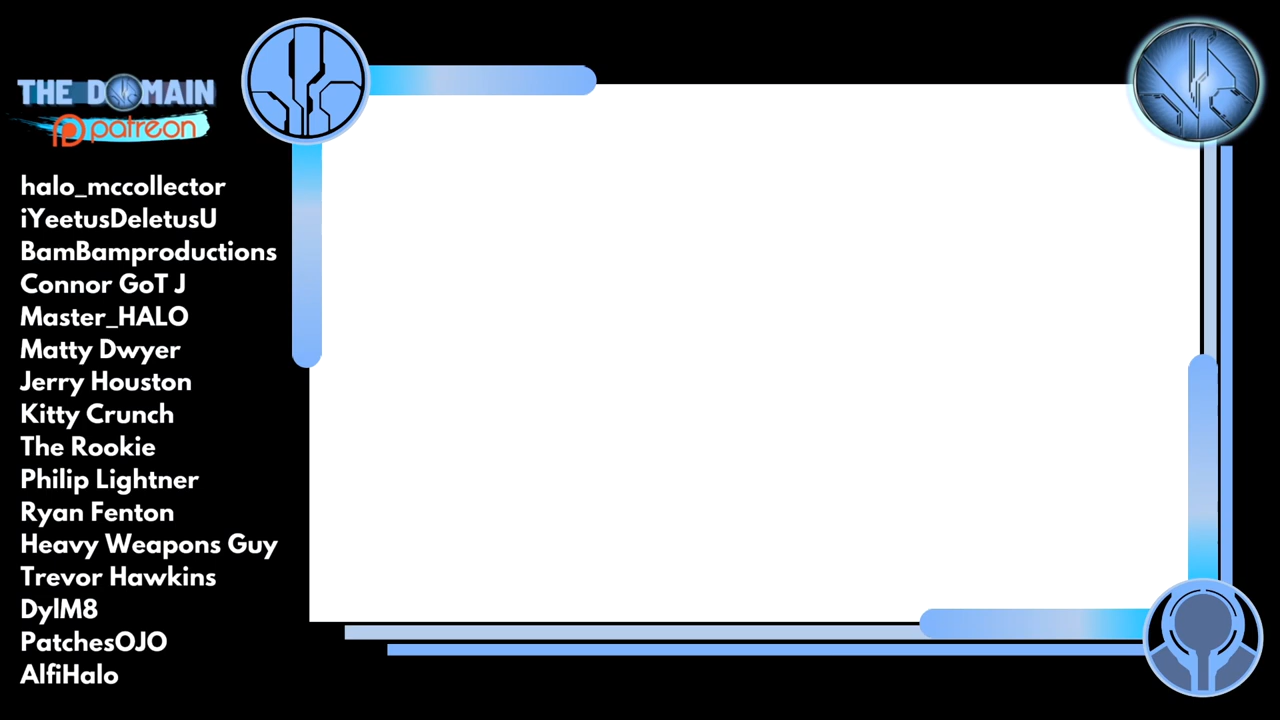 THE DOMAIN
patreon
halo_mccollector
iYeetusDeletusU
BamBamproductions
Connor GoT J
Master_HALO
Matty Dwyer
Jerry Houston
Kitty Crunch
The Rookie
Philip Lightner
Ryan Fenton
Heavy Weapons Guy
Trevor Hawkins
DylM8
PatchesOJO
AlfiHalo